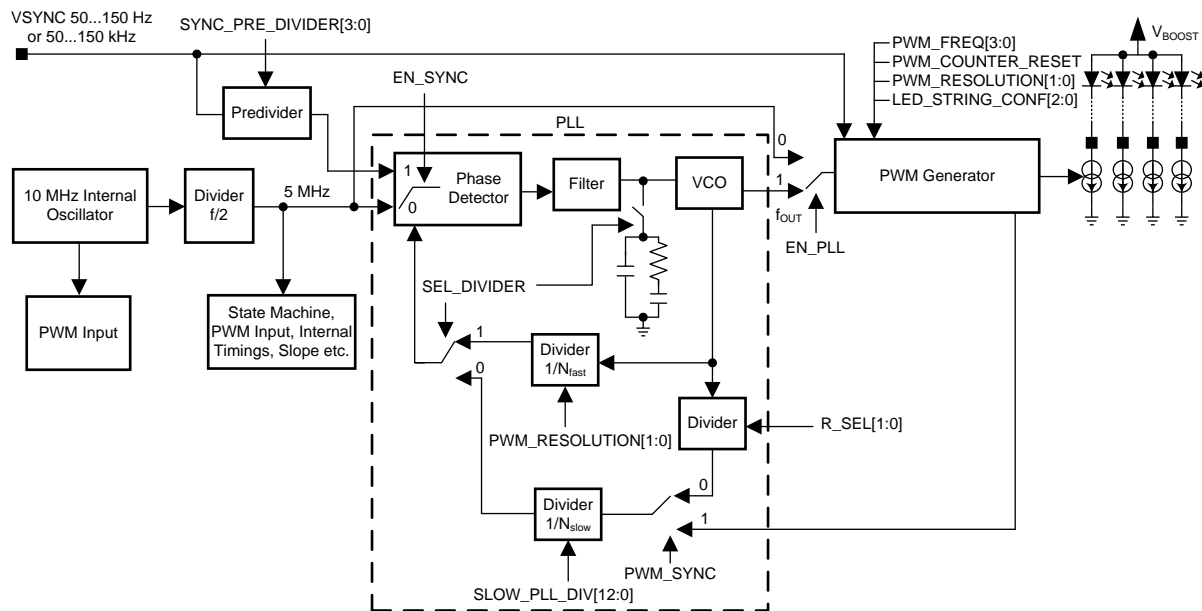 VSYNC 50...150 Hz
or 50...150 kHz
SYNC_PRE_DIVIDER[3:0]
PWM_FREQ[3:0]
PWM_COUNTER_RESET
PWM_RESOLUTION[1:0]
LED_STRING_CONF[2:0]
VBOOST
EN_SYNC
Predivider
PLL
0
1
0
Phase
Detector
Filter
VCO
1
fOUT
EN_PLL
PWM Generator
10 MHz Internal
Oscillator
Divider
f/2
5 MHz
PWM Input
State Machine,
PWM Input, Internal
Timings, Slope etc.
SEL_DIVIDER
1
0
Divider
1/Nfast
PWM_RESOLUTION[1:0]
Divider
R_SEL[1:0]
0
1
Divider
1/Nslow
PWM_SYNC
SLOW_PLL_DIV[12:0]